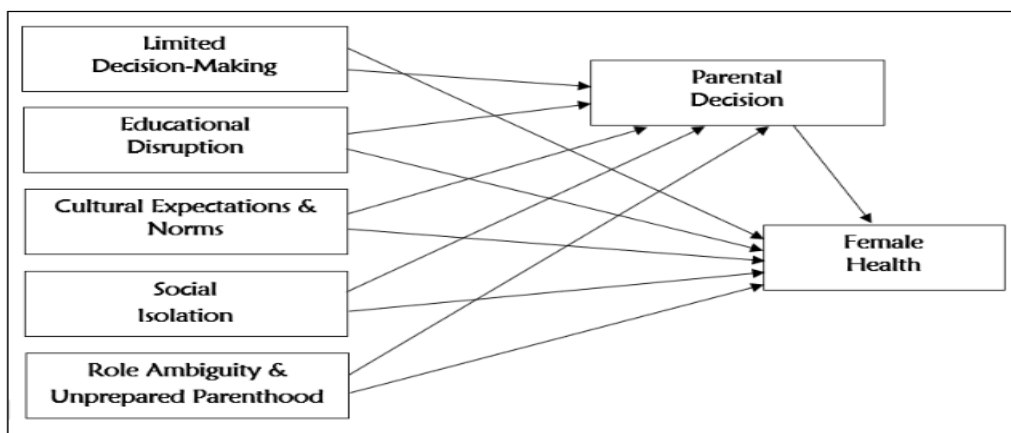 Limited
Decision-Making
Educational
Disruption
Cultural Expectations &
Norms
Social
Isolation
Role Ambiguity &
Unprepared Parenthood
Parental
Decision
Female
Health